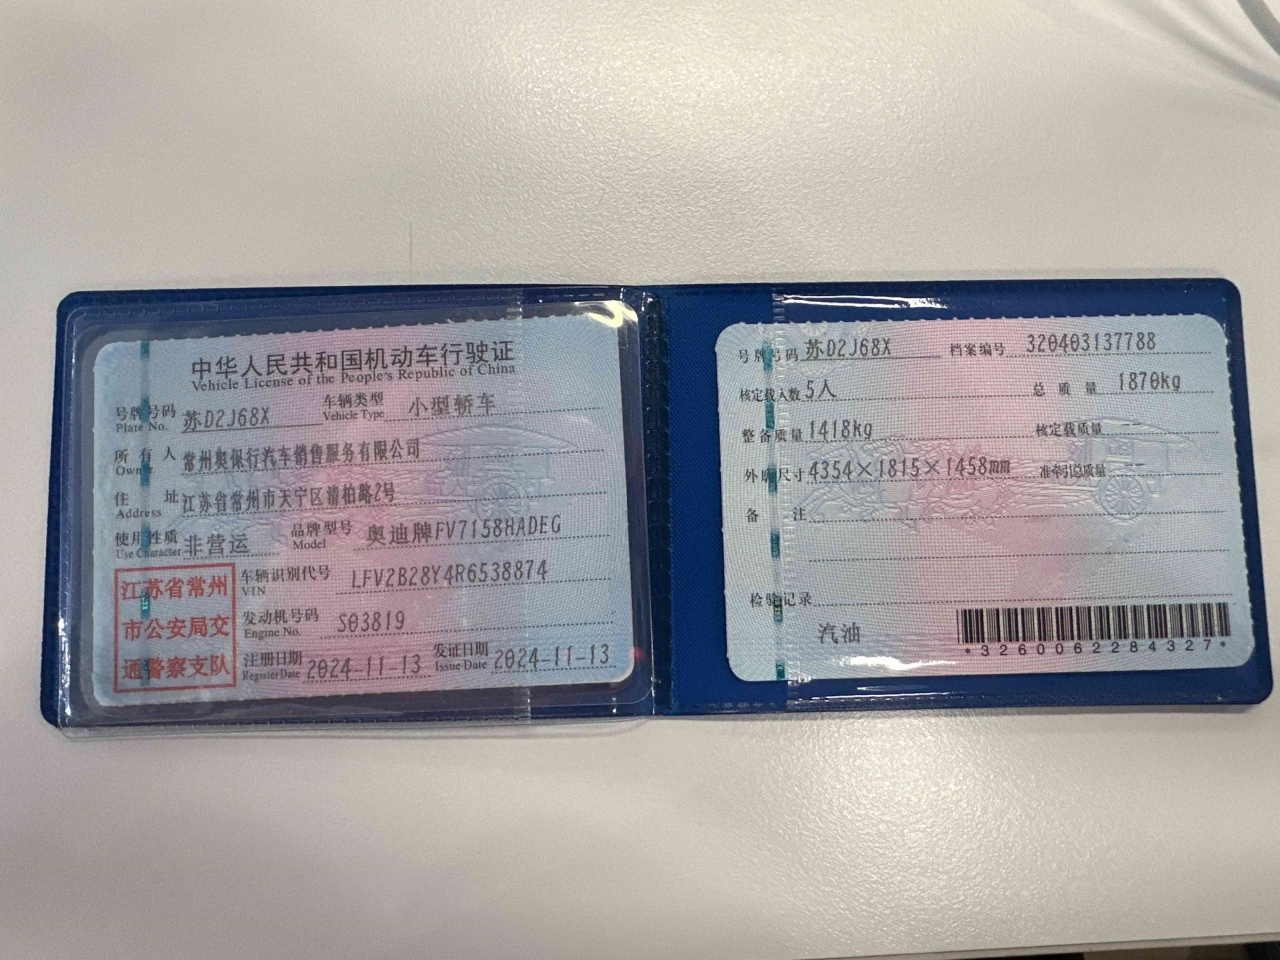 中华人民共和国机动车行驶证
Vehicle License of the People's Republic of China
号牌号码 苏D2J68X 车辆类型 小型轿车
Plate No. Vehicle Type
所有人 常州奥保行汽车销售服务有限公司
Owner
住址 江苏省常州市天宁区清柏路2号
Address
使用性质 非营运 品牌型号 奥迪牌FV7158HADEG
Use Character Model
车辆识别代号 LFV2B28Y4R6538874
VIN
发动机号码 S03819
Engine No.
注册日期 2024-11-13 发证日期 2024-11-13
Register Date Issue Date
江苏省常州
市公安局交
通警察支队
号牌号码 苏D2J68X 档案编号 320403137788
核定载人数 5人 总质量 1870kg
整备质量 1418kg 核定载质量 --
外廓尺寸 4354×1815×1458mm 准牵引总质量 --
备注
检验记录
汽油
*3260062284327*